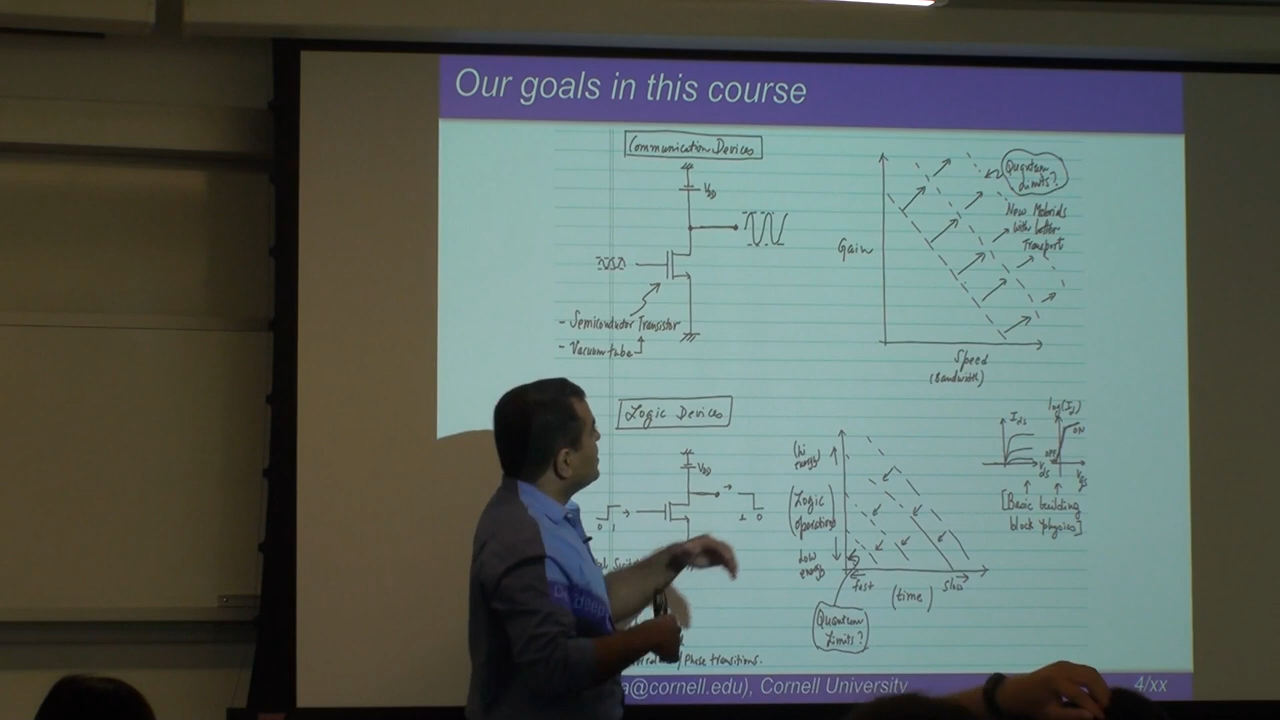 Our goals in this course
Communication Devices
VDD
- Semiconductor Transistor
- Vacuum tube
Gain
Quantum
Limits?
New Materials
with better
Transport
Speed
(Bandwidth)
Logic Devices
VDD
0 1
1 0
(hi
energy)
(Logic
operation)
Low
energy
fast
(time)
slow
Quantum
Limits?
Ids
Vds
log(Id)
ON
OFF
Vgs
[Basic building
block physics]
/Phase transitions.
a@cornell.edu), Cornell University
4/xx